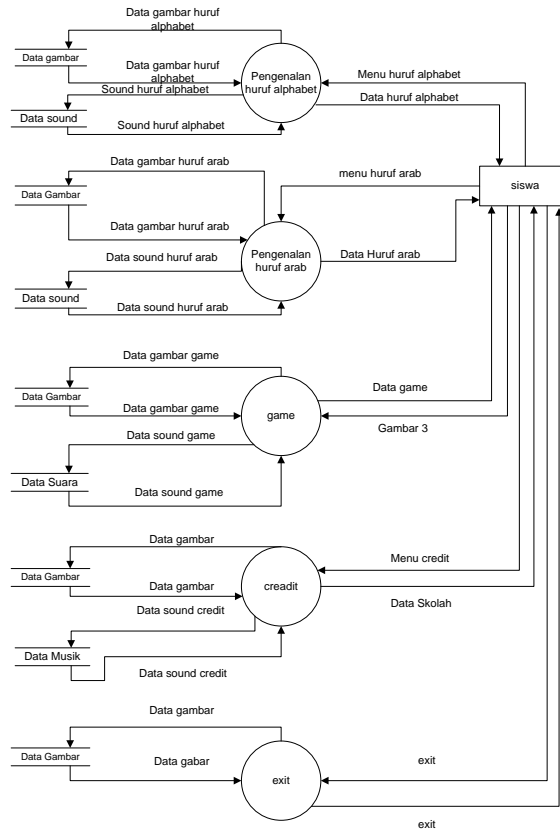 Data gambar huruf
alphabet
Data gambar
Data gambar huruf
alphabet
Sound huruf alphabet
Data sound
Sound huruf alphabet
Pengenalan
huruf alphabet
Menu huruf alphabet
Data huruf alphabet
siswa
Data gambar huruf arab
Data Gambar
Data gambar huruf arab
Data sound huruf arab
Data sound
Data sound huruf arab
Pengenalan
huruf arab
menu huruf arab
Data Huruf arab
Data gambar game
Data Gambar
Data gambar game
Data sound game
Data Suara
Data sound game
game
Data game
Gambar 3
Data gambar
Data Gambar
Data gambar
Data sound credit
Data Musik
Data sound credit
creadit
Menu credit
Data Skolah
Data gambar
Data Gambar
Data gabar
exit
exit
exit